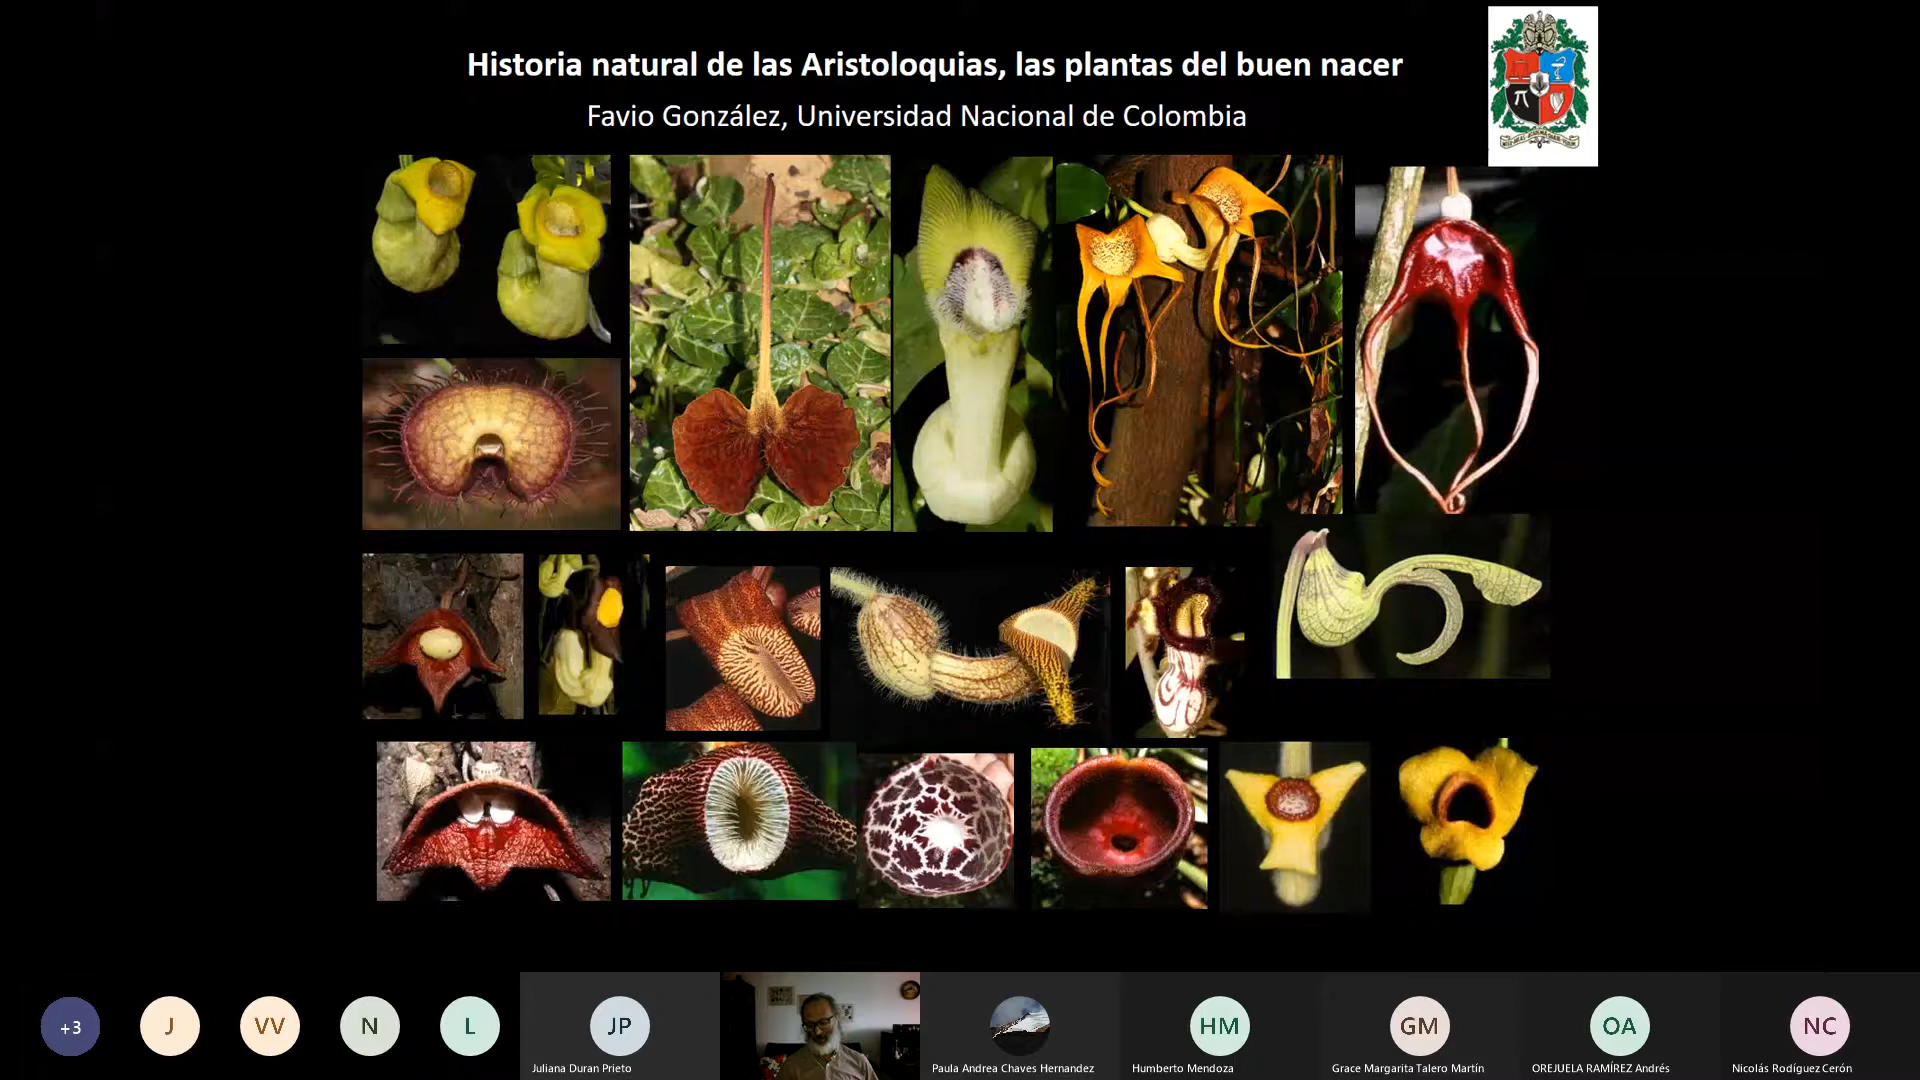 Historia natural de las Aristoloquias, las plantas del buen nacer
Favio González, Universidad Nacional de Colombia
+3
J
VV
N
L
JP
HM
GM
OA
NC
Juliana Duran Prieto
Paula Andrea Chaves Hernandez
Humberto Mendoza
Grace Margarita Talero Martín
OREJUELA RAMÍREZ Andrés
Nicolás Rodíguez Cerón